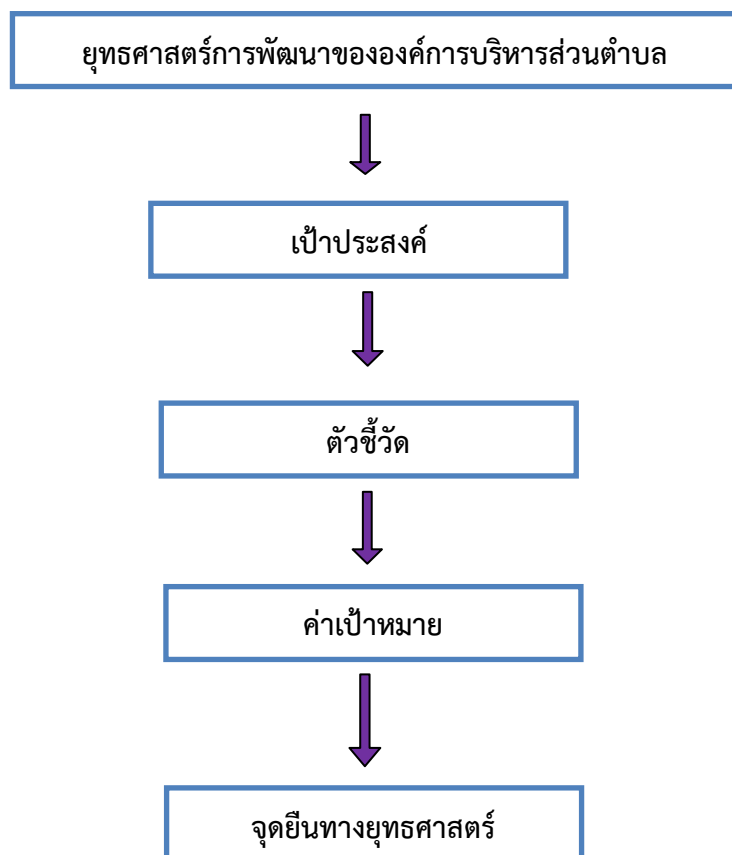 ยุทธศาสตร์การพัฒนาขององค์การบริหารส่วนตำบล
เป้าประสงค์
ตัวชี้วัด
ค่าเป้าหมาย
จุดยืนทางยุทธศาสตร์